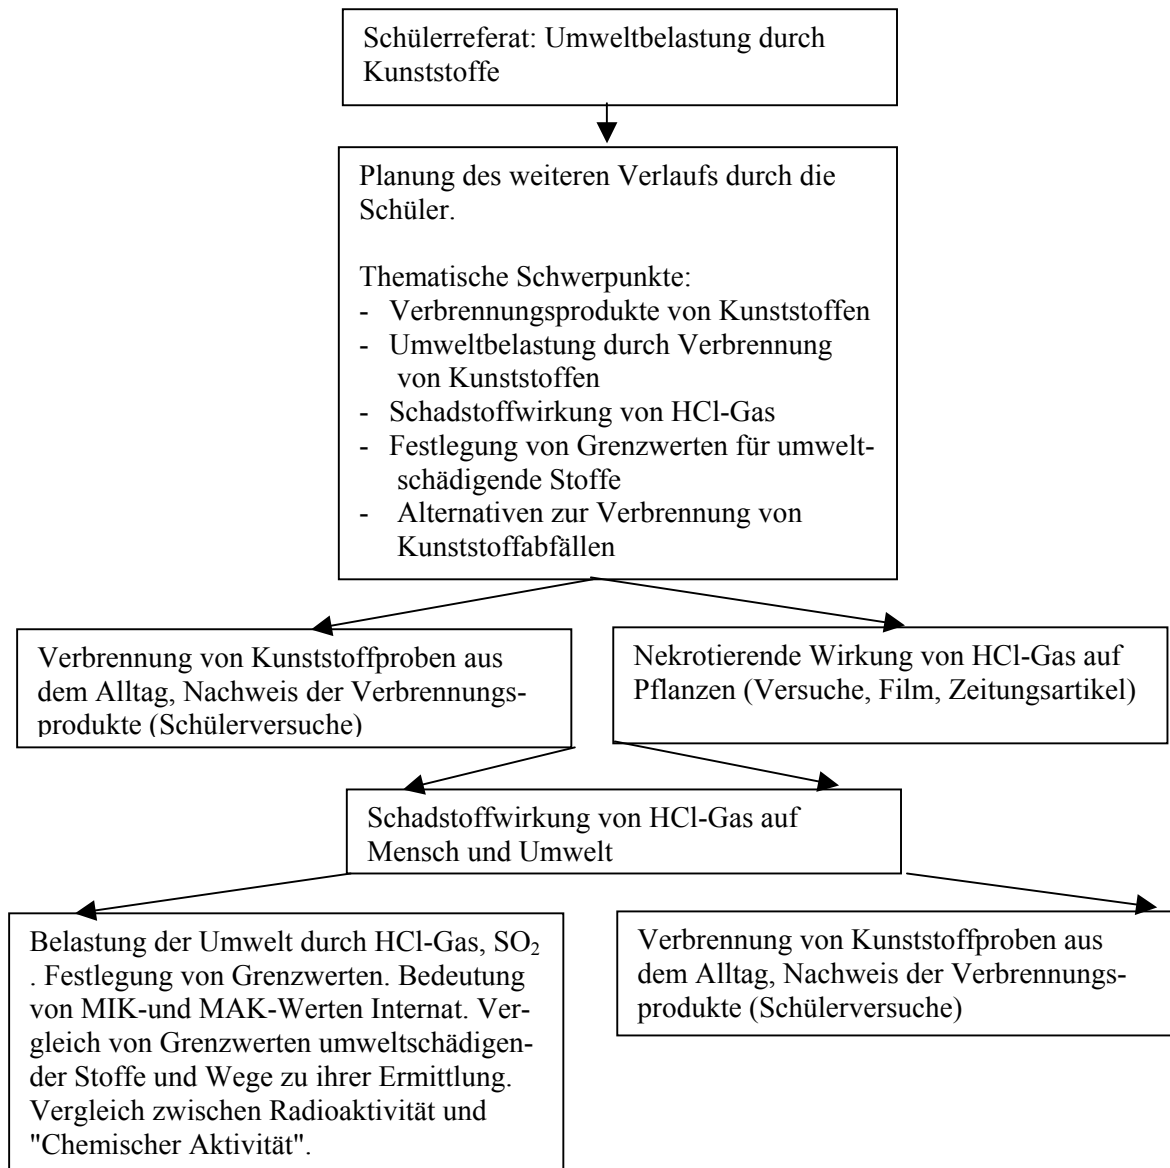 Schülerreferat: Umweltbelastung durch
Kunststoffe
Planung des weiteren Verlaufs durch die
Schüler.
Thematische Schwerpunkte:
- Verbrennungsprodukte von Kunststoffen
- Umweltbelastung durch Verbrennung
von Kunststoffen
- Schadstoffwirkung von HCl-Gas
- Festlegung von Grenzwerten für umwelt-
schädigende Stoffe
- Alternativen zur Verbrennung von
Kunststoffabfällen
Verbrennung von Kunststoffproben aus
dem Alltag, Nachweis der Verbrennungs-
produkte (Schülerversuche)
Nekrotierende Wirkung von HCl-Gas auf
Pflanzen (Versuche, Film, Zeitungsartikel)
Schadstoffwirkung von HCl-Gas auf
Mensch und Umwelt
Belastung der Umwelt durch HCl-Gas, SO₂
. Festlegung von Grenzwerten. Bedeutung
von MIK-und MAK-Werten Internat. Ver-
gleich von Grenzwerten umweltschädigen-
der Stoffe und Wege zu ihrer Ermittlung.
Vergleich zwischen Radioaktivität und
"Chemischer Aktivität".
Verbrennung von Kunststoffproben aus
dem Alltag, Nachweis der Verbrennungs-
produkte (Schülerversuche)